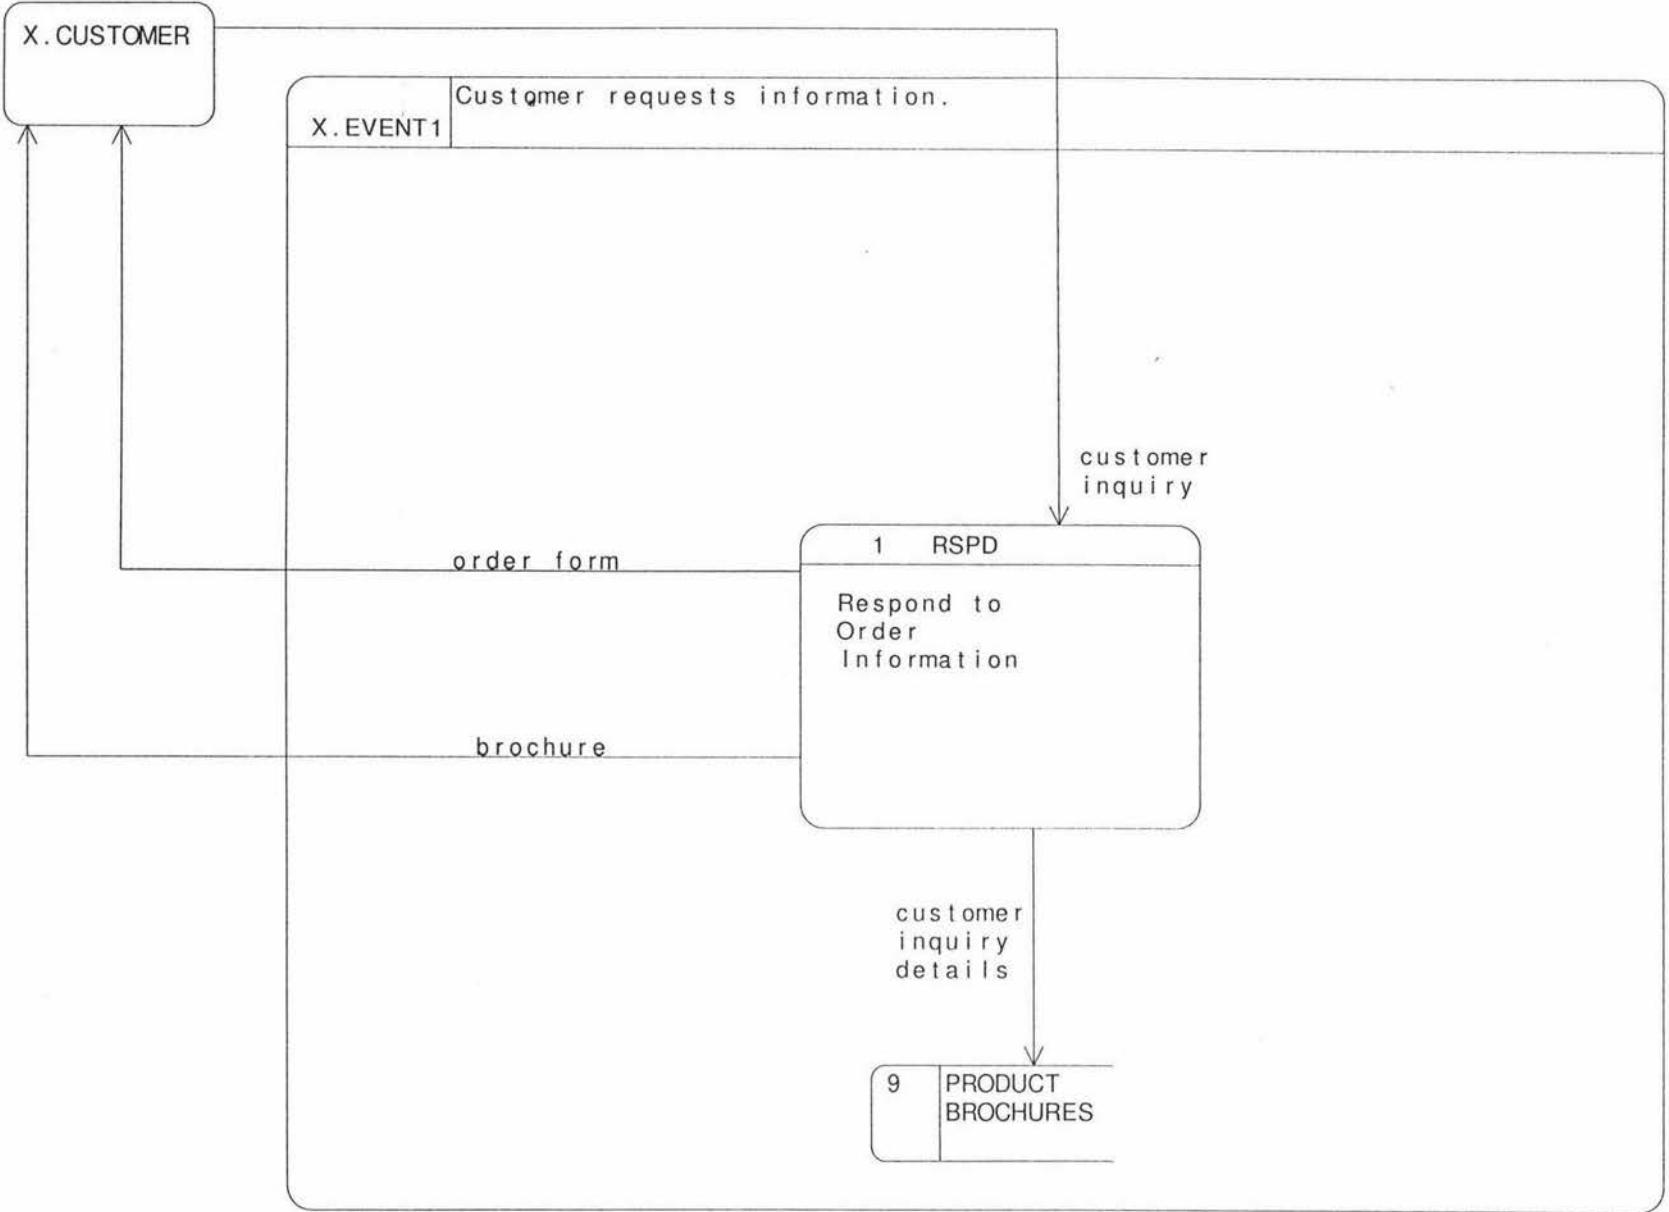 X.CUSTOMER
Customer requests information.
X.EVENT1
customer
inquiry
1 RSPD
order form
Respond to
Order
Information
brochure
customer
inquiry
details
9 PRODUCT
BROCHURES